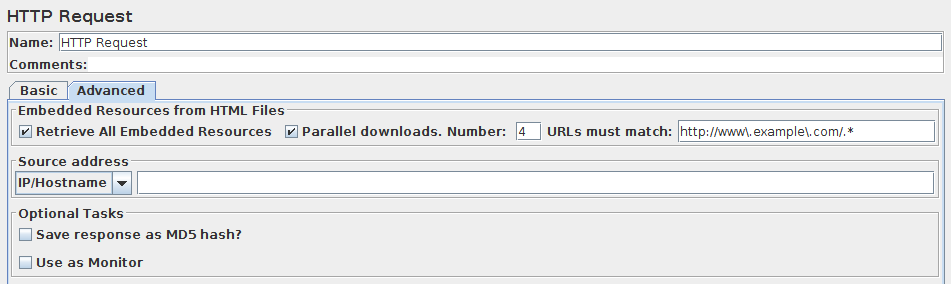 HTTP Request
Name: HTTP Request
Comments:
Basic Advanced
Embedded Resources from HTML Files
Retrieve All Embedded Resources Parallel downloads. Number: 4 URLs must match: http://www\.example\.com/.*
Source address
IP/Hostname
Optional Tasks
Save response as MD5 hash?
Use as Monitor